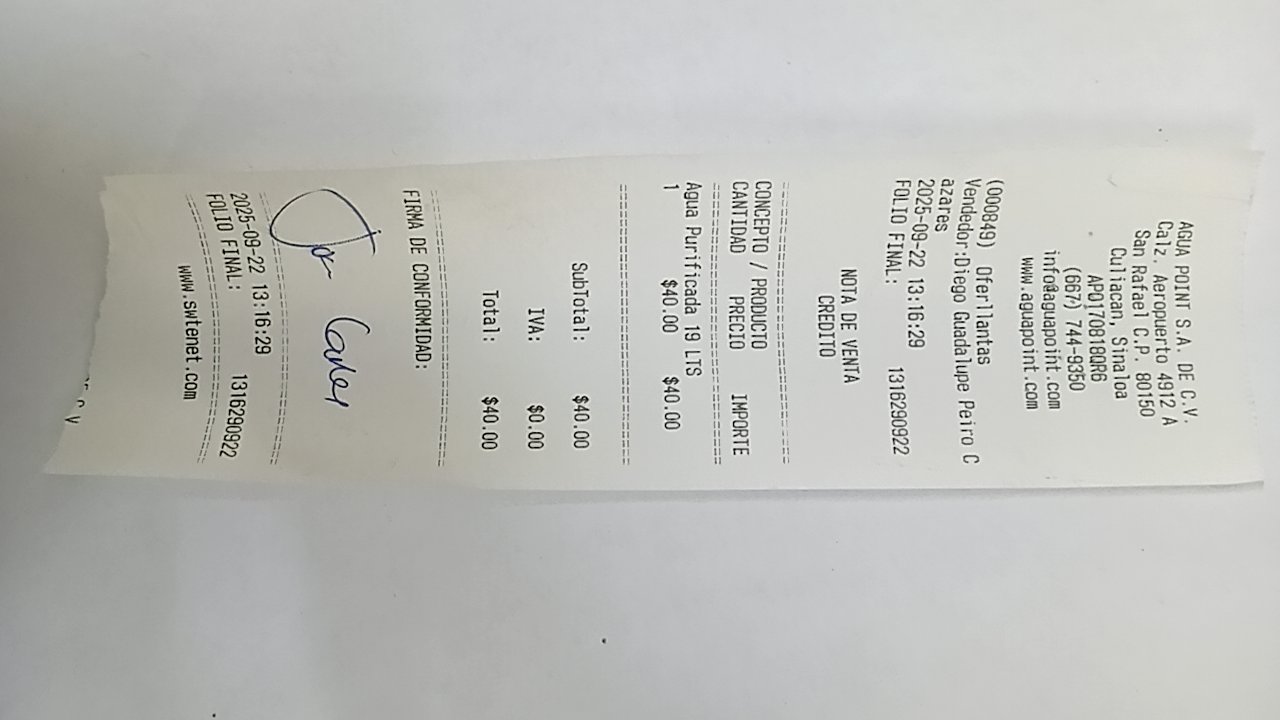 AGUA POINT S.A. DE C.V.
Calz. Aeropuerto 4912 A
San Rafael C.P. 80150
Culiacan, Sinaloa
APO170818QR6
(667) 744-9350
info@aguapoint.com
www.aguapoint.com
(000849) Oferllantas
Vendedor:Diego Guadalupe Peiro C
azares
2025-09-22 13:16:29
FOLIO FINAL: 1316290922
NOTA DE VENTA
CREDITO
================================
CONCEPTO / PRODUCTO
CANTIDAD PRECIO IMPORTE
================================
Agua Purificada 19 LTS
1 $40.00 $40.00
================================
SubTotal: $40.00
IVA: $0.00
Total: $40.00
================================
FIRMA DE CONFORMIDAD:
================================
2025-09-22 13:16:29
FOLIO FINAL: 1316290922
================================
www.swtenet.com